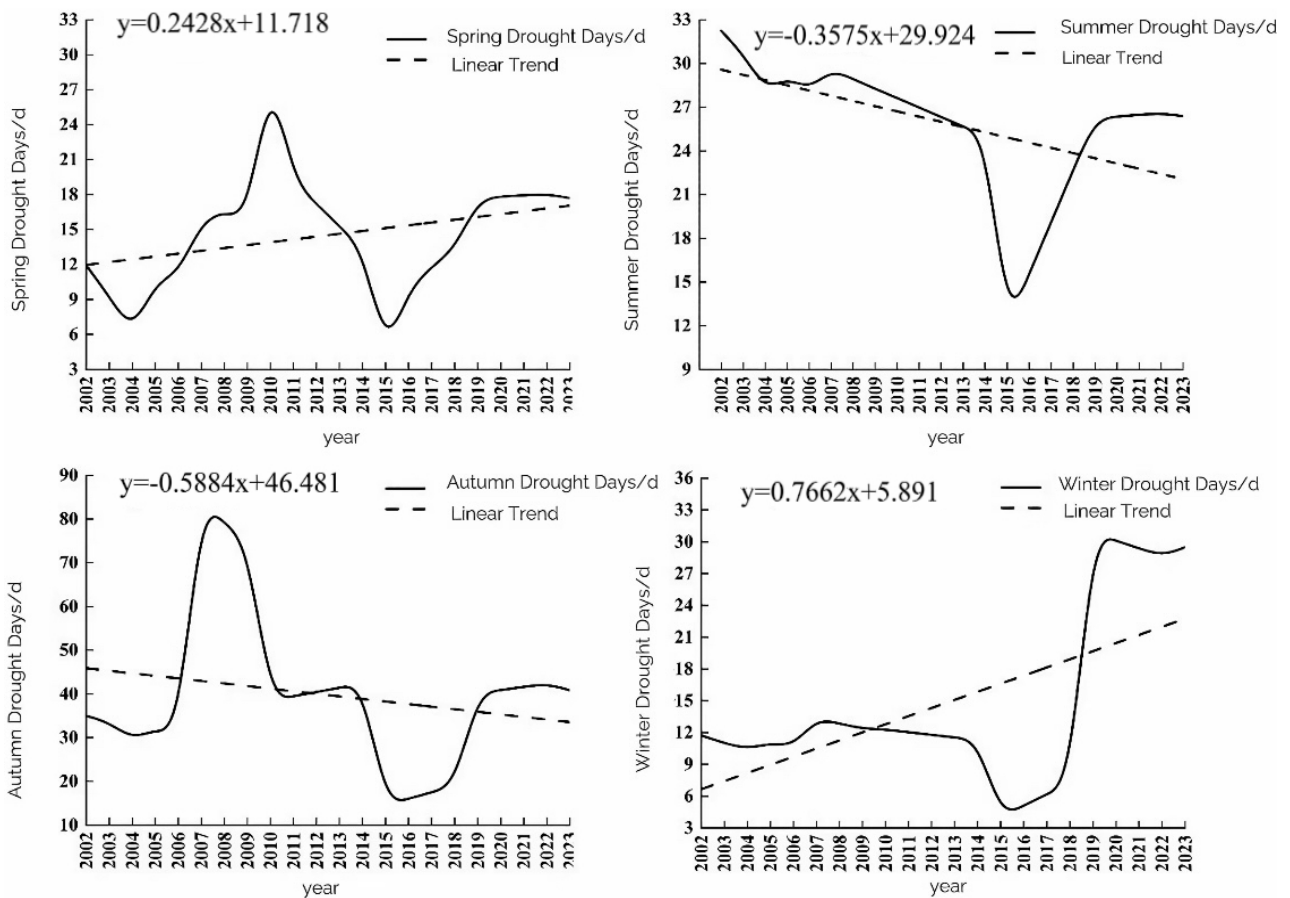 y=0.2428x+11.718
Spring Drought Days/d
Linear Trend
Spring Drought Days/d
33
30
27
24
21
18
15
12
9
6
3
2002 2003 2004 2005 2006 2007 2008 2009 2010 2011 2012 2013 2014 2015 2016 2017 2018 2019 2020 2021 2022 2023
year
y=-0.3575x+29.924
Summer Drought Days/d
Linear Trend
Summer Drought Days/d
33
30
27
24
21
18
15
12
9
2002 2003 2004 2005 2006 2007 2008 2009 2010 2011 2012 2013 2014 2015 2016 2017 2018 2019 2020 2021 2022 2023
year
y=-0.5884x+46.481
Autumn Drought Days/d
Linear Trend
Autumn Drought Days/d
90
80
70
60
50
40
30
20
10
2002 2003 2004 2005 2006 2007 2008 2009 2010 2011 2012 2013 2014 2015 2016 2017 2018 2019 2020 2021 2022 2023
year
y=0.7662x+5.891
Winter Drought Days/d
Linear Trend
Winter Drought Days/d
36
33
30
27
24
21
18
15
12
9
6
3
2002 2003 2004 2005 2006 2007 2008 2009 2010 2011 2012 2013 2014 2015 2016 2017 2018 2019 2020 2021 2022 2023
year